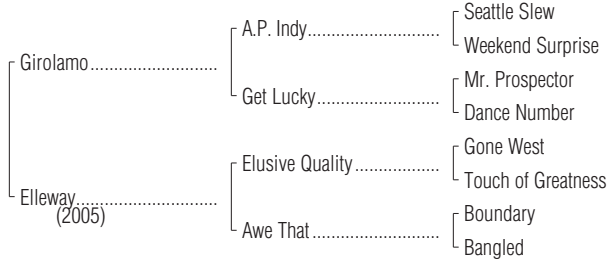 Seattle Slew
A.P. Indy
Weekend Surprise
Girolamo
Mr. Prospector
Get Lucky
Dance Number
Gone West
Elusive Quality
Touch of Greatness
Elleway
(2005)
Boundary
Awe That
Bangled